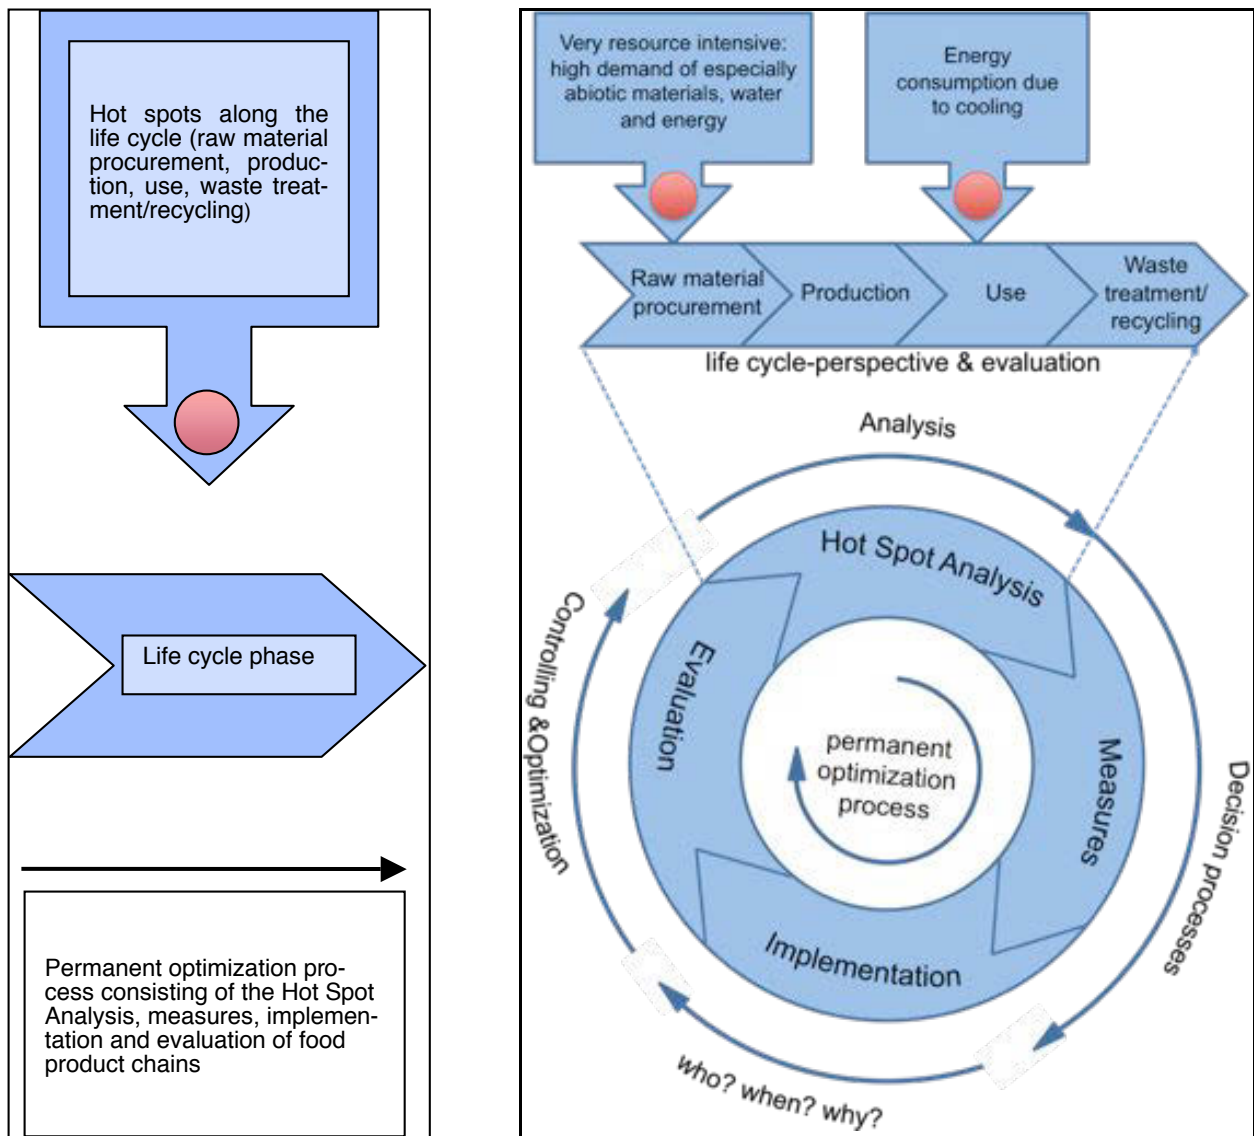 Hot spots along the
life cycle (raw material
procurement, produc-
tion, use, waste treat-
ment/recycling)
Life cycle phase
Permanent optimization pro-
cess consisting of the Hot Spot
Analysis, measures, implemen-
tation and evaluation of food
product chains
Very resource intensive:
high demand of especially
abiotic materials, water
and energy
Energy
consumption due
to cooling
Raw material
procurement
Production
Use
Waste
treatment/
recycling
life cycle-perspective & evaluation
Analysis
Hot Spot Analysis
Controlling &Optimization
Evaluation
permanent
optimization
process
Measures
Decision processes
Implementation
who? when? why?